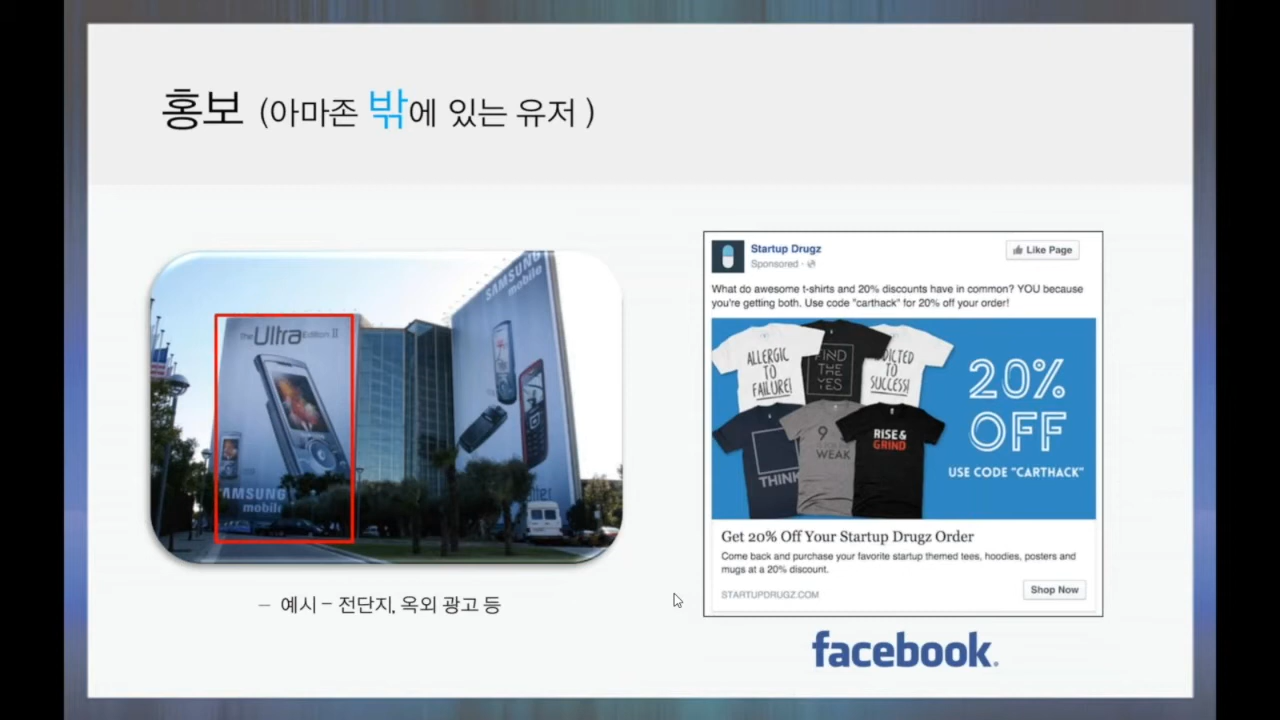 홍보 (아마존 밖에 있는 유저 )
The Ultra Edition II
SAMSUNG
mobile
SAMSUNG
mobile
– 예시 – 전단지, 옥외 광고 등
Startup Drugz
Sponsored ·
Like Page
What do awesome t-shirts and 20% discounts have in common? YOU because
you're getting both. Use code "carthack" for 20% off your order!
ALLERGIC
TO
FAILURE!
FIND
THE
YES
DICTED
TO
SUCCESS!
THINK
9
WEAK
RISE &
GRIND
20%
OFF
USE CODE "CARTHACK"
Get 20% Off Your Startup Drugz Order
Come back and purchase your favorite startup themed tees, hoodies, posters and
mugs at a 20% discount.
STARTUPDRUGZ.COM
Shop Now
facebook.